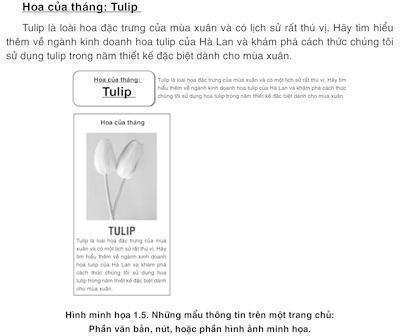 Hoa của tháng: Tulip
Tulip là loài hoa đặc trưng của mùa xuân và có lịch sử rất thú vị. Hãy tìm hiểu
thêm về ngành kinh doanh hoa tulip của Hà Lan và khám phá cách thức chúng tôi
sử dụng tulip trong năm thiết kế đặc biệt dành cho mùa xuân.
Hoa của tháng:
Tulip
Tulip là loài hoa đặc trưng của mùa xuân và có một lịch sử rất thú vị. Hãy tìm
hiểu thêm về ngành kinh doanh hoa tulip của Hà Lan và khám phá cách thức
chúng tôi sử dụng hoa tulip trong năm thiết kế đặc biệt dành cho mùa xuân.
Hoa của tháng
TULIP
Tulip là loài hoa đặc trưng của mùa
xuân và có một lịch sử rất thú vị. Hãy
tìm hiểu thêm về ngành kinh doanh
hoa tulip của Hà Lan và khám phá
cách thức chúng tôi sử dụng hoa
tulip trong năm thiết kế đặc biệt dành
cho mùa xuân.
Hình minh họa 1.5. Những mẩu thông tin trên một trang chủ:
Phần văn bản, nút, hoặc phần hình ảnh minh họa.